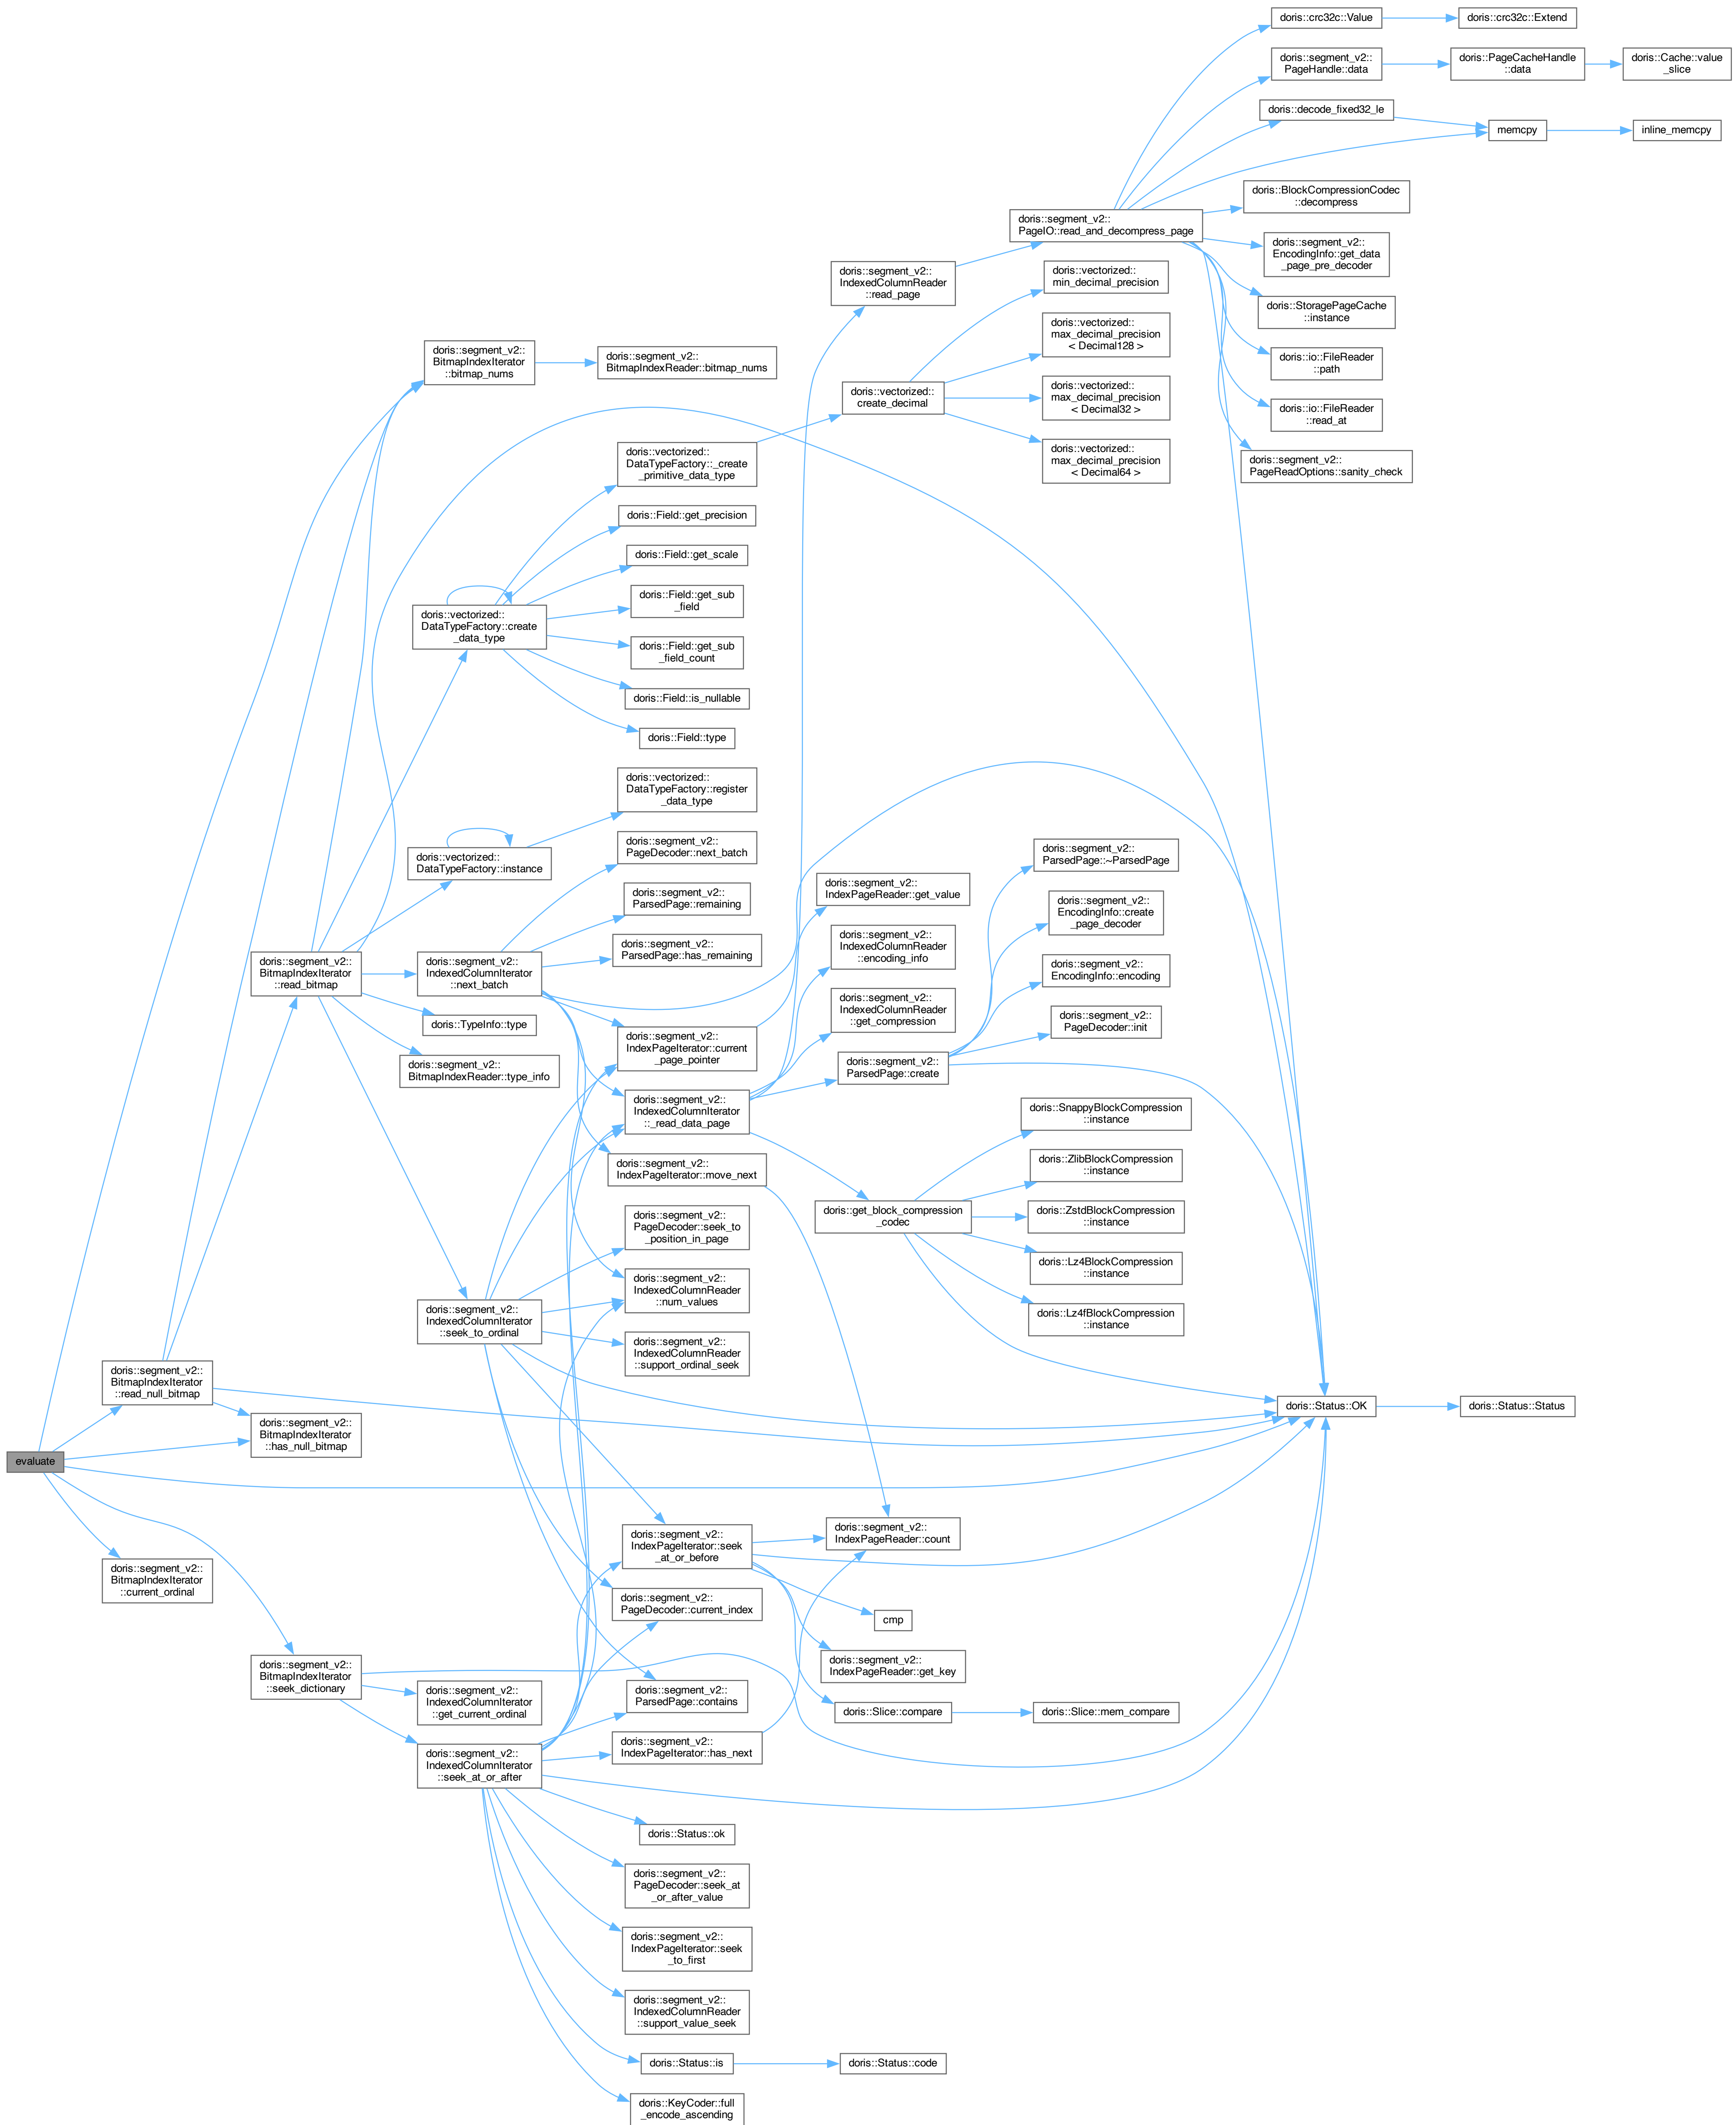 doris::crc32c::Value
doris::crc32c::Extend
doris::segment_v2::
PageHandle::data
doris::PageCacheHandle
::data
doris::Cache::value
_slice
doris::decode_fixed32_le
memcpy
inline_memcpy
doris::BlockCompressionCodec
::decompress
doris::segment_v2::
PageIO::read_and_decompress_page
doris::segment_v2::
EncodingInfo::get_data
_page_pre_decoder
doris::segment_v2::
IndexedColumnReader
::read_page
doris::vectorized::
min_decimal_precision
doris::StoragePageCache
::instance
doris::vectorized::
max_decimal_precision
< Decimal128 >
doris::io::FileReader
::path
doris::segment_v2::
BitmapIndexIterator
::bitmap_nums
doris::segment_v2::
BitmapIndexReader::bitmap_nums
doris::vectorized::
create_decimal
doris::vectorized::
max_decimal_precision
< Decimal32 >
doris::io::FileReader
::read_at
doris::vectorized::
max_decimal_precision
< Decimal64 >
doris::segment_v2::
PageReadOptions::sanity_check
doris::vectorized::
DataTypeFactory::_create
_primitive_data_type
doris::Field::get_precision
doris::Field::get_scale
doris::Field::get_sub
_field
doris::vectorized::
DataTypeFactory::create
_data_type
doris::Field::get_sub
_field_count
doris::Field::is_nullable
doris::Field::type
doris::vectorized::
DataTypeFactory::register
_data_type
doris::segment_v2::
PageDecoder::next_batch
doris::segment_v2::
ParsedPage::~ParsedPage
doris::vectorized::
DataTypeFactory::instance
doris::segment_v2::
IndexPageReader::get_value
doris::segment_v2::
ParsedPage::remaining
doris::segment_v2::
EncodingInfo::create
_page_decoder
doris::segment_v2::
ParsedPage::has_remaining
doris::segment_v2::
IndexedColumnReader
::encoding_info
doris::segment_v2::
BitmapIndexIterator
::read_bitmap
doris::segment_v2::
IndexedColumnIterator
::next_batch
doris::segment_v2::
EncodingInfo::encoding
doris::TypeInfo::type
doris::segment_v2::
IndexedColumnReader
::get_compression
doris::segment_v2::
PageDecoder::init
doris::segment_v2::
IndexPageIterator::current
_page_pointer
doris::segment_v2::
BitmapIndexReader::type_info
doris::segment_v2::
ParsedPage::create
doris::segment_v2::
IndexedColumnIterator
::_read_data_page
doris::SnappyBlockCompression
::instance
doris::segment_v2::
IndexPageIterator::move_next
doris::ZlibBlockCompression
::instance
doris::get_block_compression
_codec
doris::ZstdBlockCompression
::instance
doris::segment_v2::
PageDecoder::seek_to
_position_in_page
doris::Lz4BlockCompression
::instance
doris::segment_v2::
IndexedColumnReader
::num_values
doris::segment_v2::
IndexedColumnIterator
::seek_to_ordinal
doris::Lz4fBlockCompression
::instance
doris::segment_v2::
IndexedColumnReader
::support_ordinal_seek
doris::segment_v2::
BitmapIndexIterator
::read_null_bitmap
doris::Status::OK
doris::Status::Status
doris::segment_v2::
BitmapIndexIterator
::has_null_bitmap
evaluate
doris::segment_v2::
IndexPageReader::count
doris::segment_v2::
IndexPageIterator::seek
_at_or_before
doris::segment_v2::
BitmapIndexIterator
::current_ordinal
doris::segment_v2::
PageDecoder::current_index
cmp
doris::segment_v2::
IndexPageReader::get_key
doris::segment_v2::
BitmapIndexIterator
::seek_dictionary
doris::segment_v2::
IndexedColumnIterator
::get_current_ordinal
doris::segment_v2::
ParsedPage::contains
doris::Slice::compare
doris::Slice::mem_compare
doris::segment_v2::
IndexPageIterator::has_next
doris::segment_v2::
IndexedColumnIterator
::seek_at_or_after
doris::Status::ok
doris::segment_v2::
PageDecoder::seek_at
_or_after_value
doris::segment_v2::
IndexPageIterator::seek
_to_first
doris::segment_v2::
IndexedColumnReader
::support_value_seek
doris::Status::is
doris::Status::code
doris::KeyCoder::full
_encode_ascending